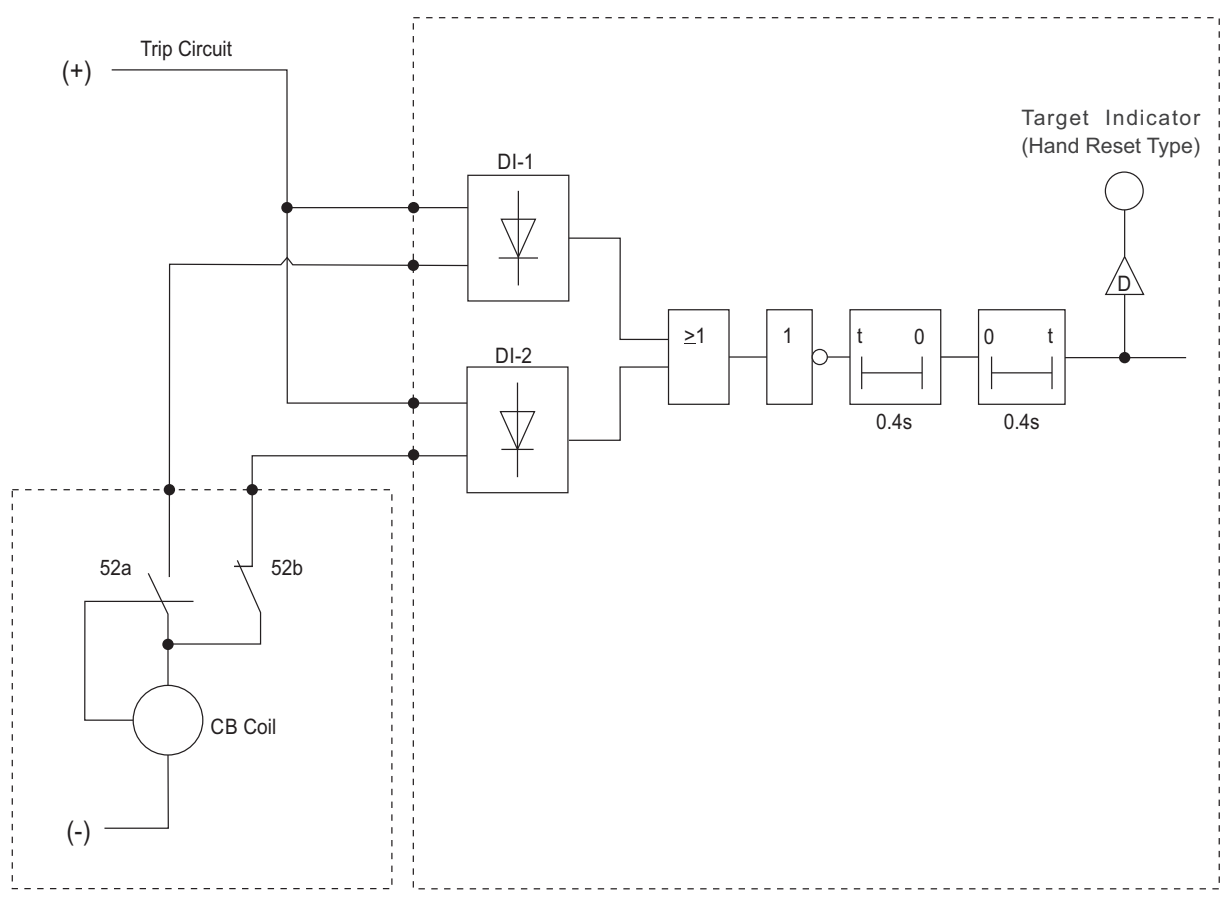 Trip Circuit
(+)
Target Indicator
(Hand Reset Type)
DI-1
D
≥1
1
t 0
0 t
DI-2
0.4s
0.4s
52a
52b
CB Coil
(-)